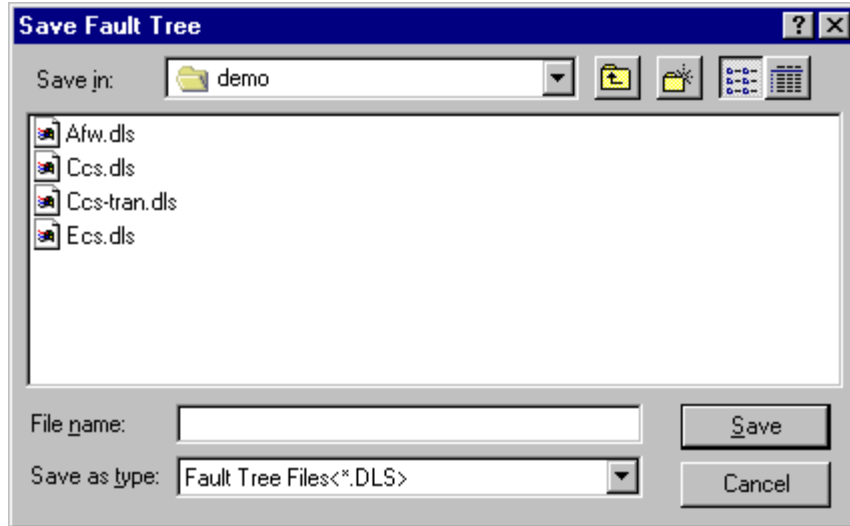 Save Fault Tree
Save in: demo
Afw.dls
Ccs.dls
Ccs-tran.dls
Ecs.dls
File name: Save
Save as type: Fault Tree Files<*.DLS> Cancel